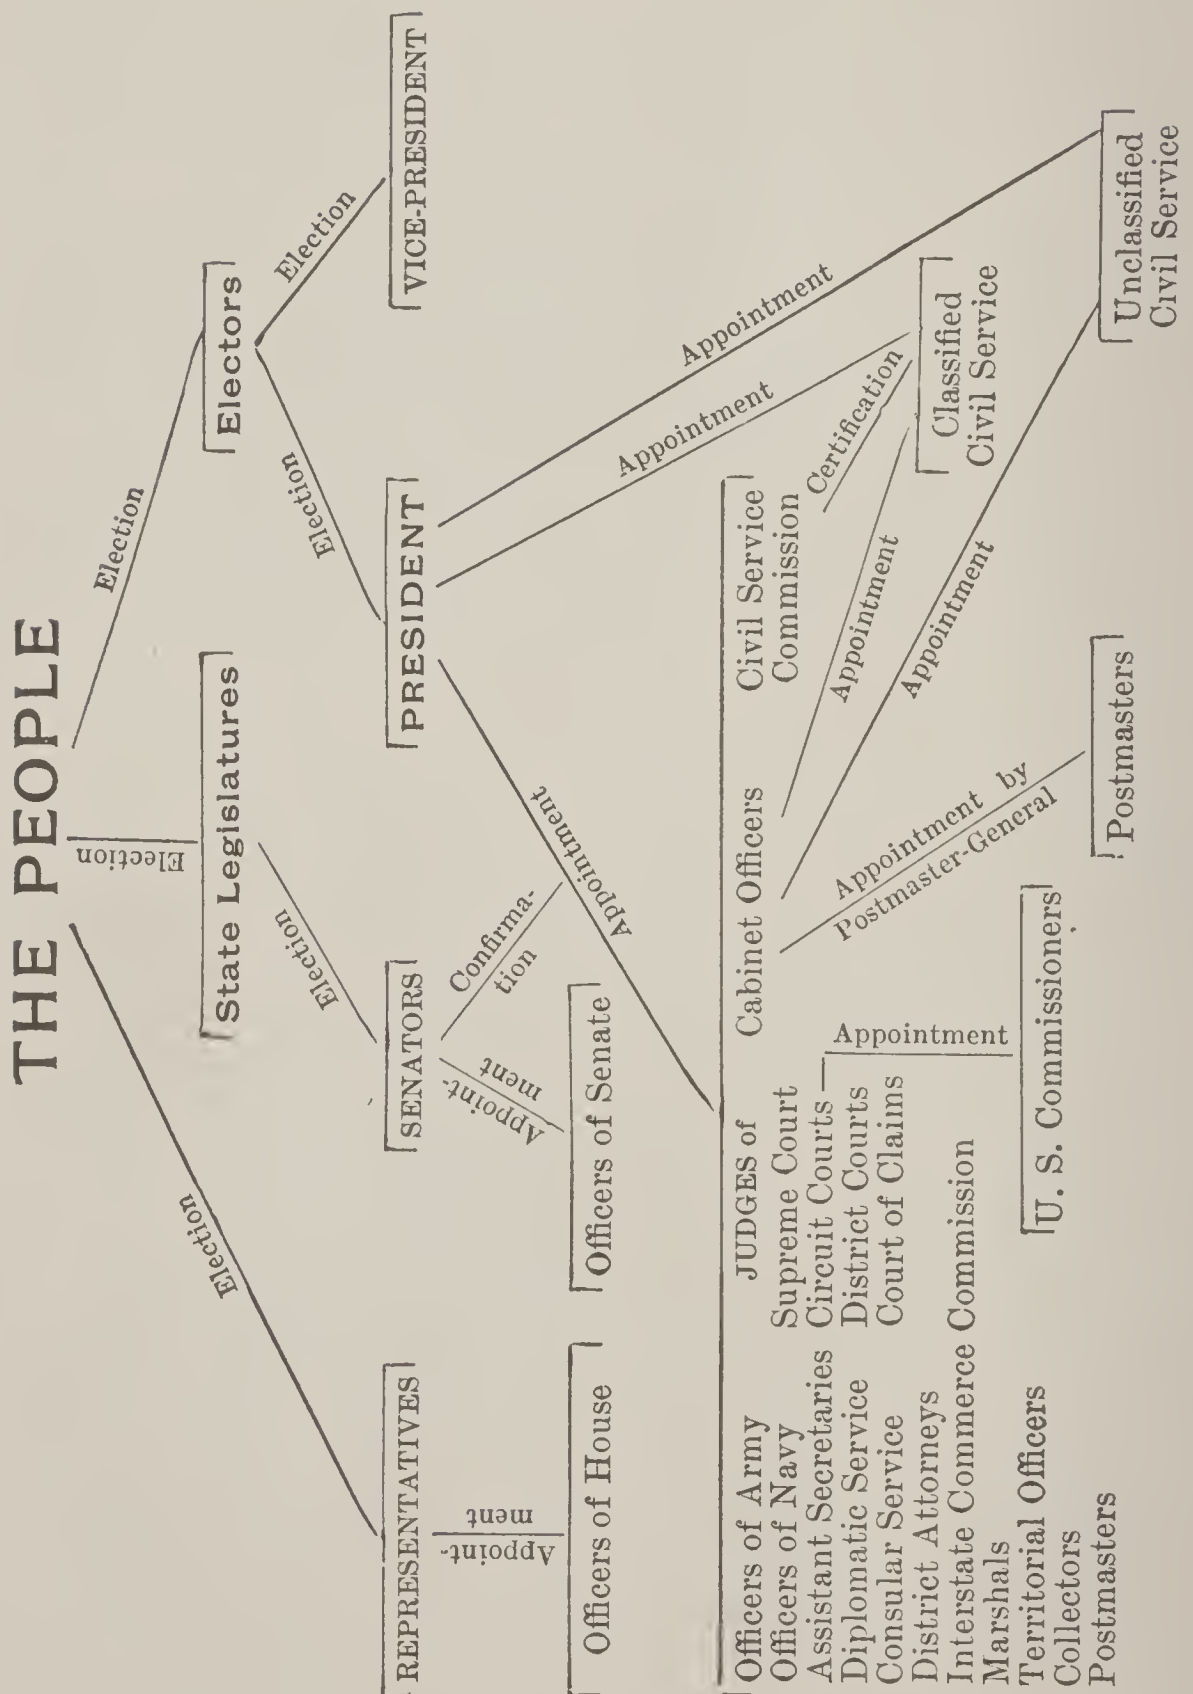 THE PEOPLE
Election
Election
Election
State Legislatures
Electors
Election
Election
Election
REPRESENTATIVES
SENATORS
PRESIDENT
VICE-PRESIDENT
Appoint-
ment
Appoint-
ment
Confirma-
tion
Appointment
Appointment
Appointment
Officers of House
Officers of Senate
Officers of Army
Officers of Navy
Assistant Secretaries
Diplomatic Service
Consular Service
District Attorneys
Interstate Commerce Commission
Marshals
Territorial Officers
Collectors
Postmasters
JUDGES of
Supreme Court
Circuit Courts
District Courts
Court of Claims
Appointment
U. S. Commissioners
Cabinet Officers
Appointment by
Postmaster-General
Postmasters
Appointment
Appointment
Civil Service
Commission
Certification
Classified
Civil Service
Unclassified
Civil Service